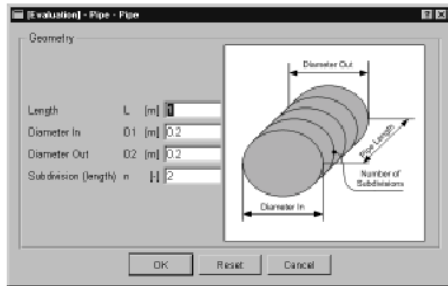 [Evaluation] - Pipe - Pipe
Geometry
Length L [m] 1
Diameter In D1 [m] 0.2
Diameter Out D2 [m] 0.2
Subdivision (length) n [-] 2
Diameter Out
Pipe Length
Number of
Subdivisions
Diameter In
OK Reset Cancel